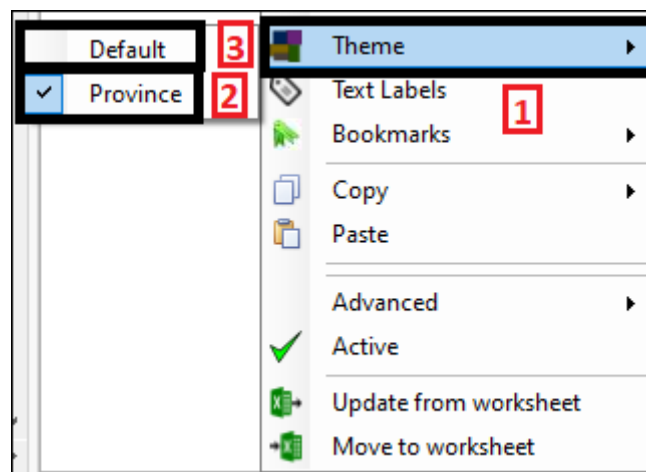 Default 3 Theme
Province 2 Text Labels
1
Bookmarks
Copy
Paste
Advanced
Active
Update from worksheet
Move to worksheet